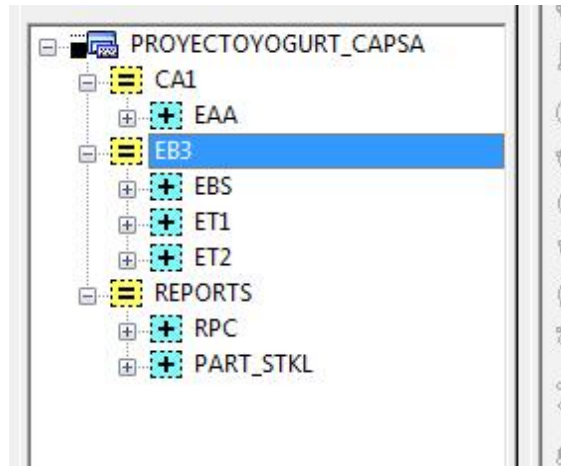 PROYECTOYOGURT_CAPSA
CA1
EAA
EB3
EBS
ET1
ET2
REPORTS
RPC
PART_STKL